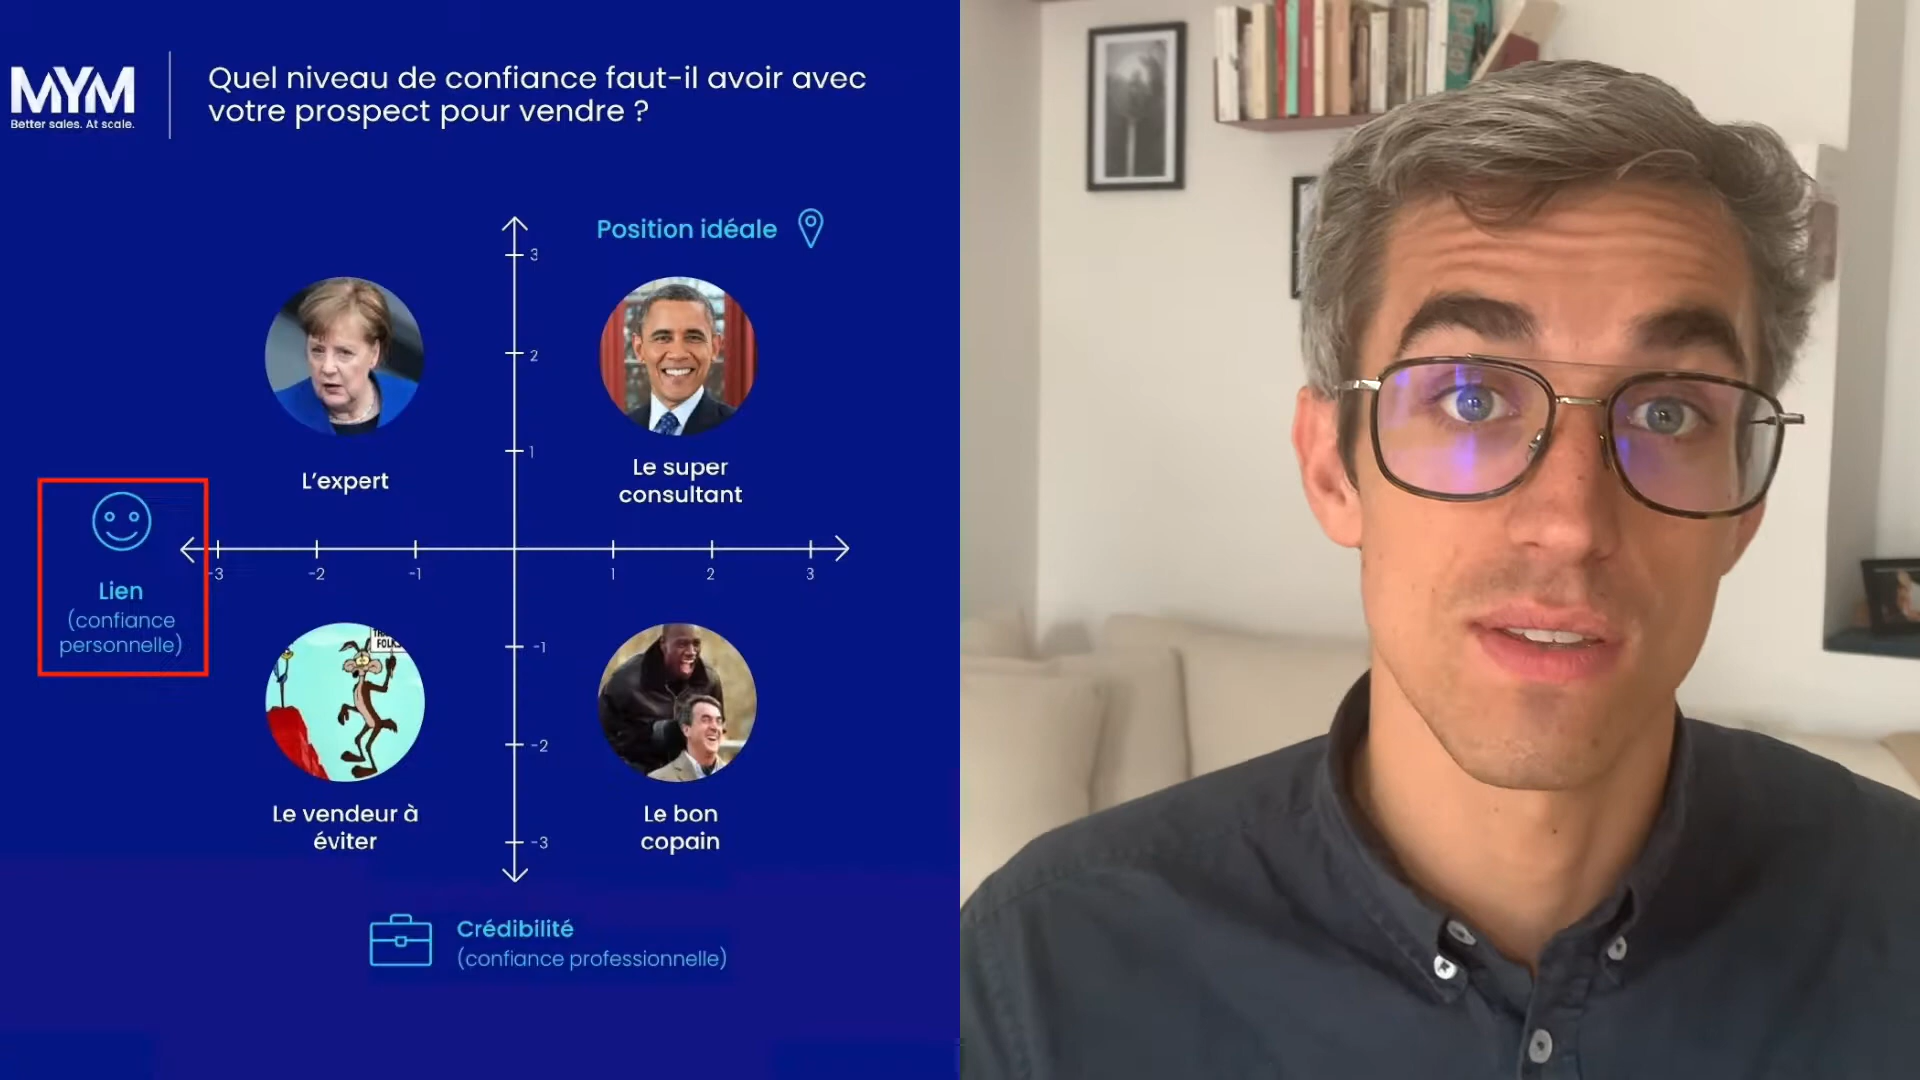 MYM
Better sales. At scale.
Quel niveau de confiance faut-il avoir avec
votre prospect pour vendre ?
Position idéale
3
2
1
L'expert
Le super
consultant
-3
-2
-1
1
2
3
Lien
(confiance
personnelle)
-1
-2
-3
Le vendeur à
éviter
Le bon
copain
Crédibilité
(confiance professionnelle)